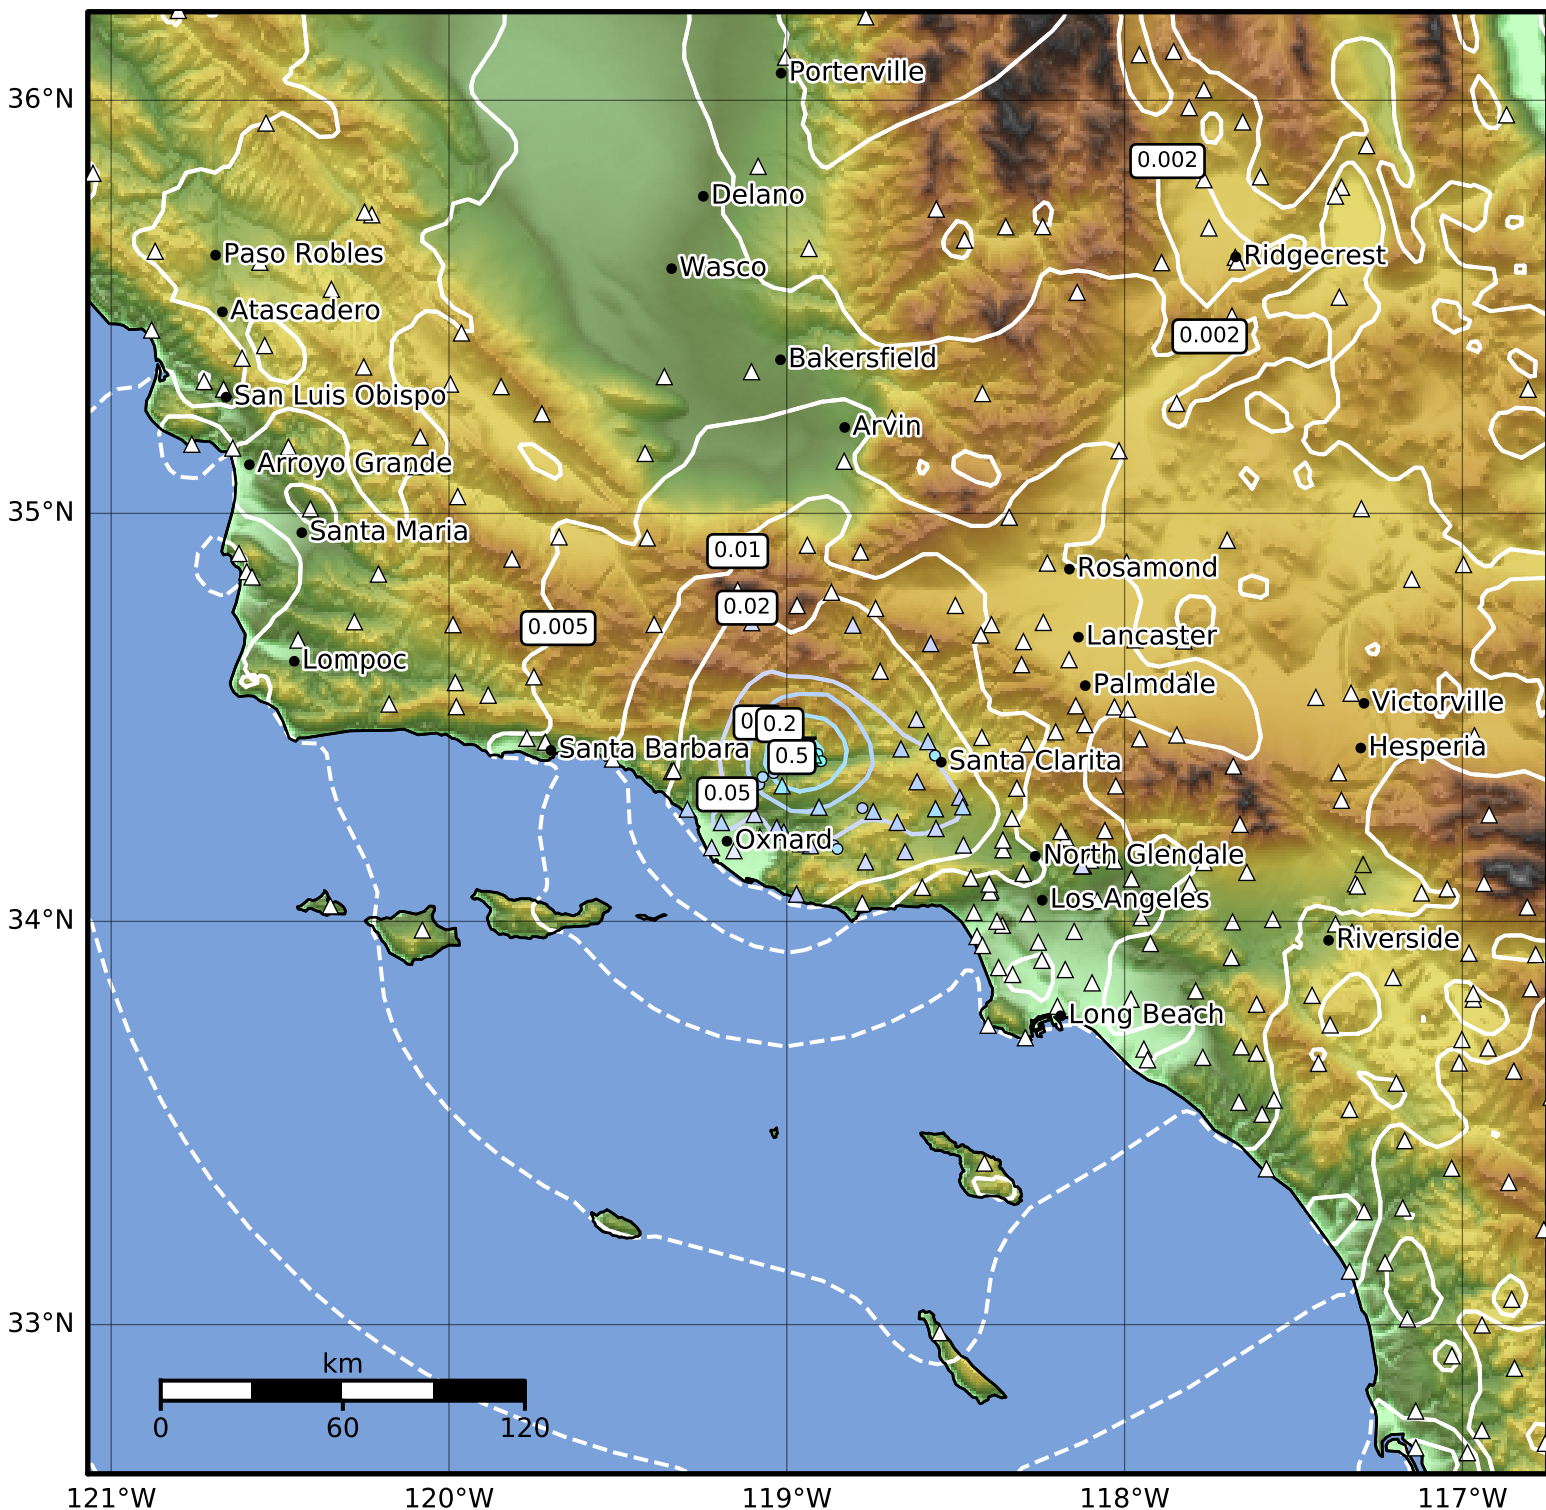 Porterville
36°N
0.002
Delano
Paso Robles
Ridgecrest
Wasco
Atascadero
0.002
Bakersfield
San Luis Obispo
Arvin
Arroyo Grande
35°N
Santa Maria
0.01
Rosamond
0.02
0.005
Lancaster
Lompoc
Palmdale
Victorville
0.2
Santa Barbara
Hesperia
0.5
Santa Clarita
0.05
Oxnard
North Glendale
Los Angeles
34°N
Riverside
Long Beach
33°N
km
0 60 120
121°W 120°W 119°W 118°W 117°W